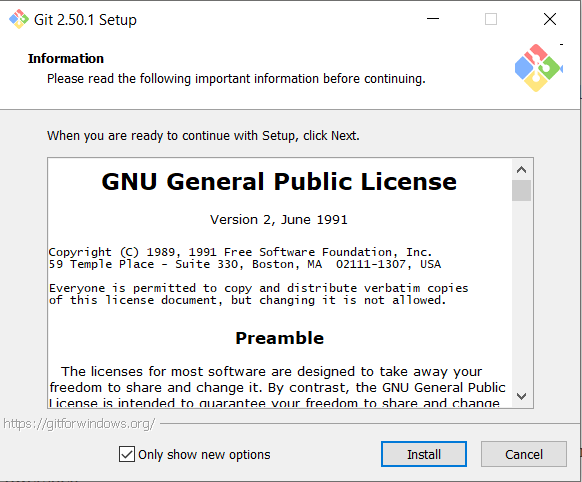 Git 2.50.1 Setup
Information
Please read the following important information before continuing.
When you are ready to continue with Setup, click Next.
GNU General Public License
Version 2, June 1991
Copyright (C) 1989, 1991 Free Software Foundation, Inc.
59 Temple Place - Suite 330, Boston, MA  02111-1307, USA
Everyone is permitted to copy and distribute verbatim copies
of this license document, but changing it is not allowed.
Preamble
The licenses for most software are designed to take away your
freedom to share and change it. By contrast, the GNU General Public
License is intended to guarantee your freedom to share and change
https://gitforwindows.org/
Only show new options
Install
Cancel